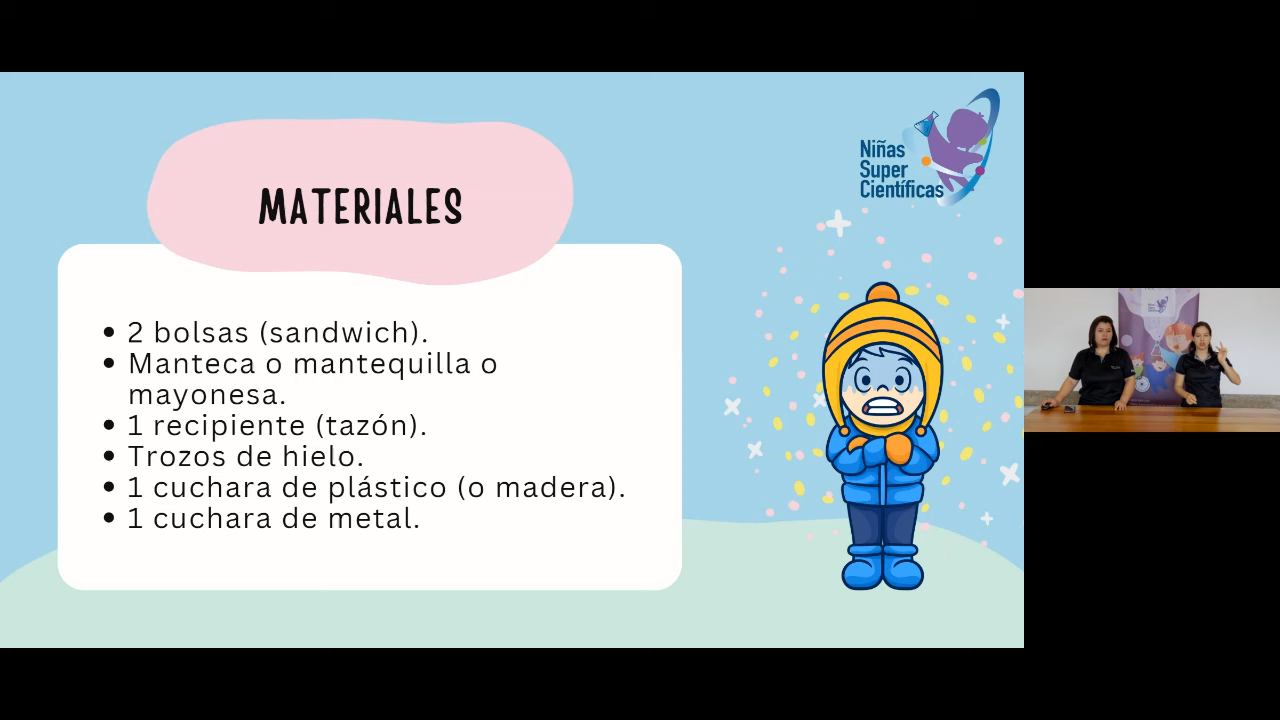 Niñas
Super
Científicas
MATERIALES
• 2 bolsas (sandwich).
• Manteca o mantequilla o
mayonesa.
• 1 recipiente (tazón).
• Trozos de hielo.
• 1 cuchara de plástico (o madera).
• 1 cuchara de metal.